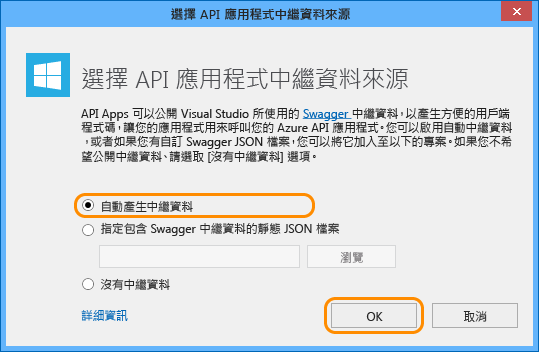 選擇 API 應用程式中繼資料來源
選擇 API 應用程式中繼資料來源
API Apps 可以公開 Visual Studio 所使用的 Swagger 中繼資料，以產生方便的用戶端
程式碼，讓您的應用程式用來呼叫您的 Azure API 應用程式。您可以啟用自動中繼資料
，或者如果您有自訂 Swagger JSON 檔案，您可以將它加入至以下的專案。如果您不希
望公開中繼資料、請選取 [沒有中繼資料] 選項。
自動產生中繼資料
指定包含 Swagger 中繼資料的靜態 JSON 檔案
瀏覽
沒有中繼資料
詳細資訊
OK
取消